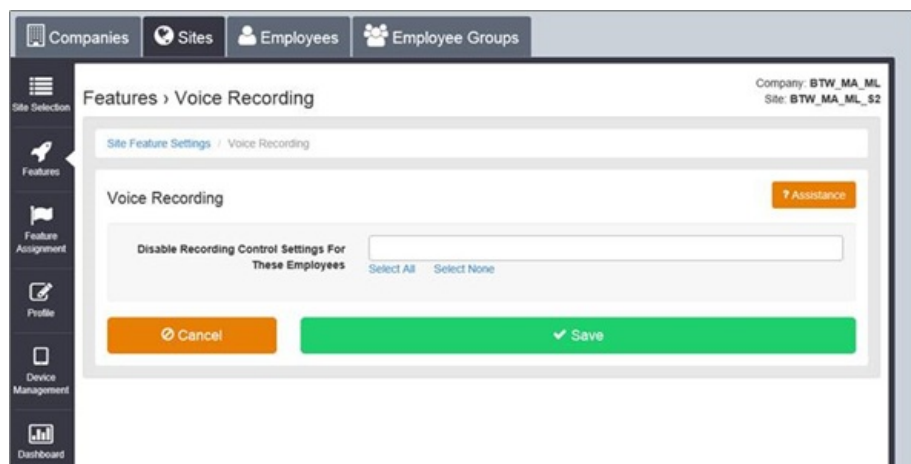 Companies
Sites
Employees
Employee Groups
Site Selection
Features
Feature
Assignment
Profile
Device
Management
Dashboard
Features › Voice Recording
Company: BTW_MA_ML
Site: BTW_MA_ML_S2
Site Feature Settings / Voice Recording
Voice Recording
? Assistance
Disable Recording Control Settings For
These Employees
Select All Select None
Cancel
Save